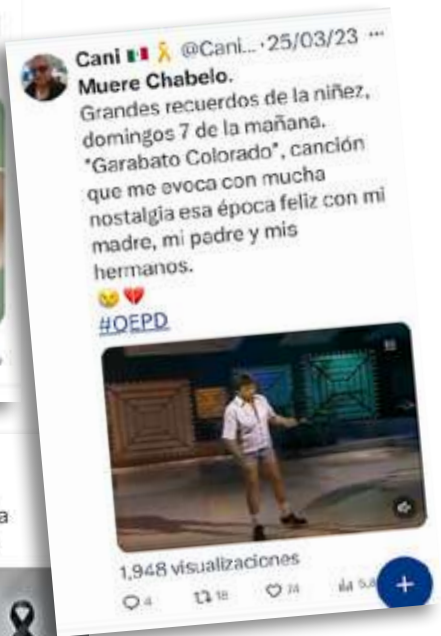 Cani @Cani... · 25/03/23 ...
Muere Chabelo.
Grandes recuerdos de la niñez,
domingos 7 de la mañana.
"Garabato Colorado", canción
que me evoca con mucha
nostalgia esa época feliz con mi
madre, mi padre y mis
hermanos.
#QEPD
1,948 visualizaciones
4 18 74 5,8
a